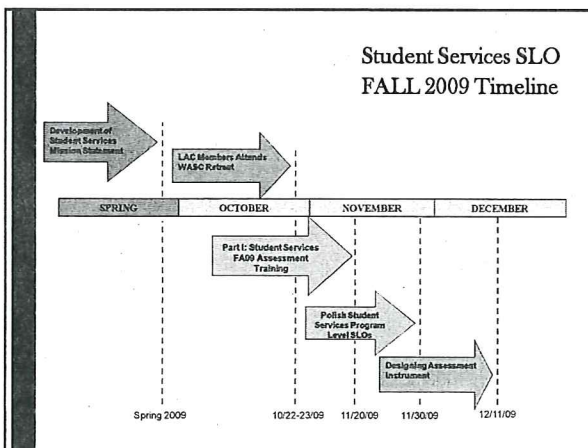 Student Services SLO
FALL 2009 Timeline
Development of
Student Services
Mission Statement
LAC Members Attends
WASC Retreat
SPRING
OCTOBER
NOVEMBER
DECEMBER
Part I: Student Services
FA09 Assessment
Training
Polish Student
Services Program
Level SLOs
Designing Assessment
Instrument
Spring 2009
10/22-23/09
11/20/09
11/30/09
12/11/09